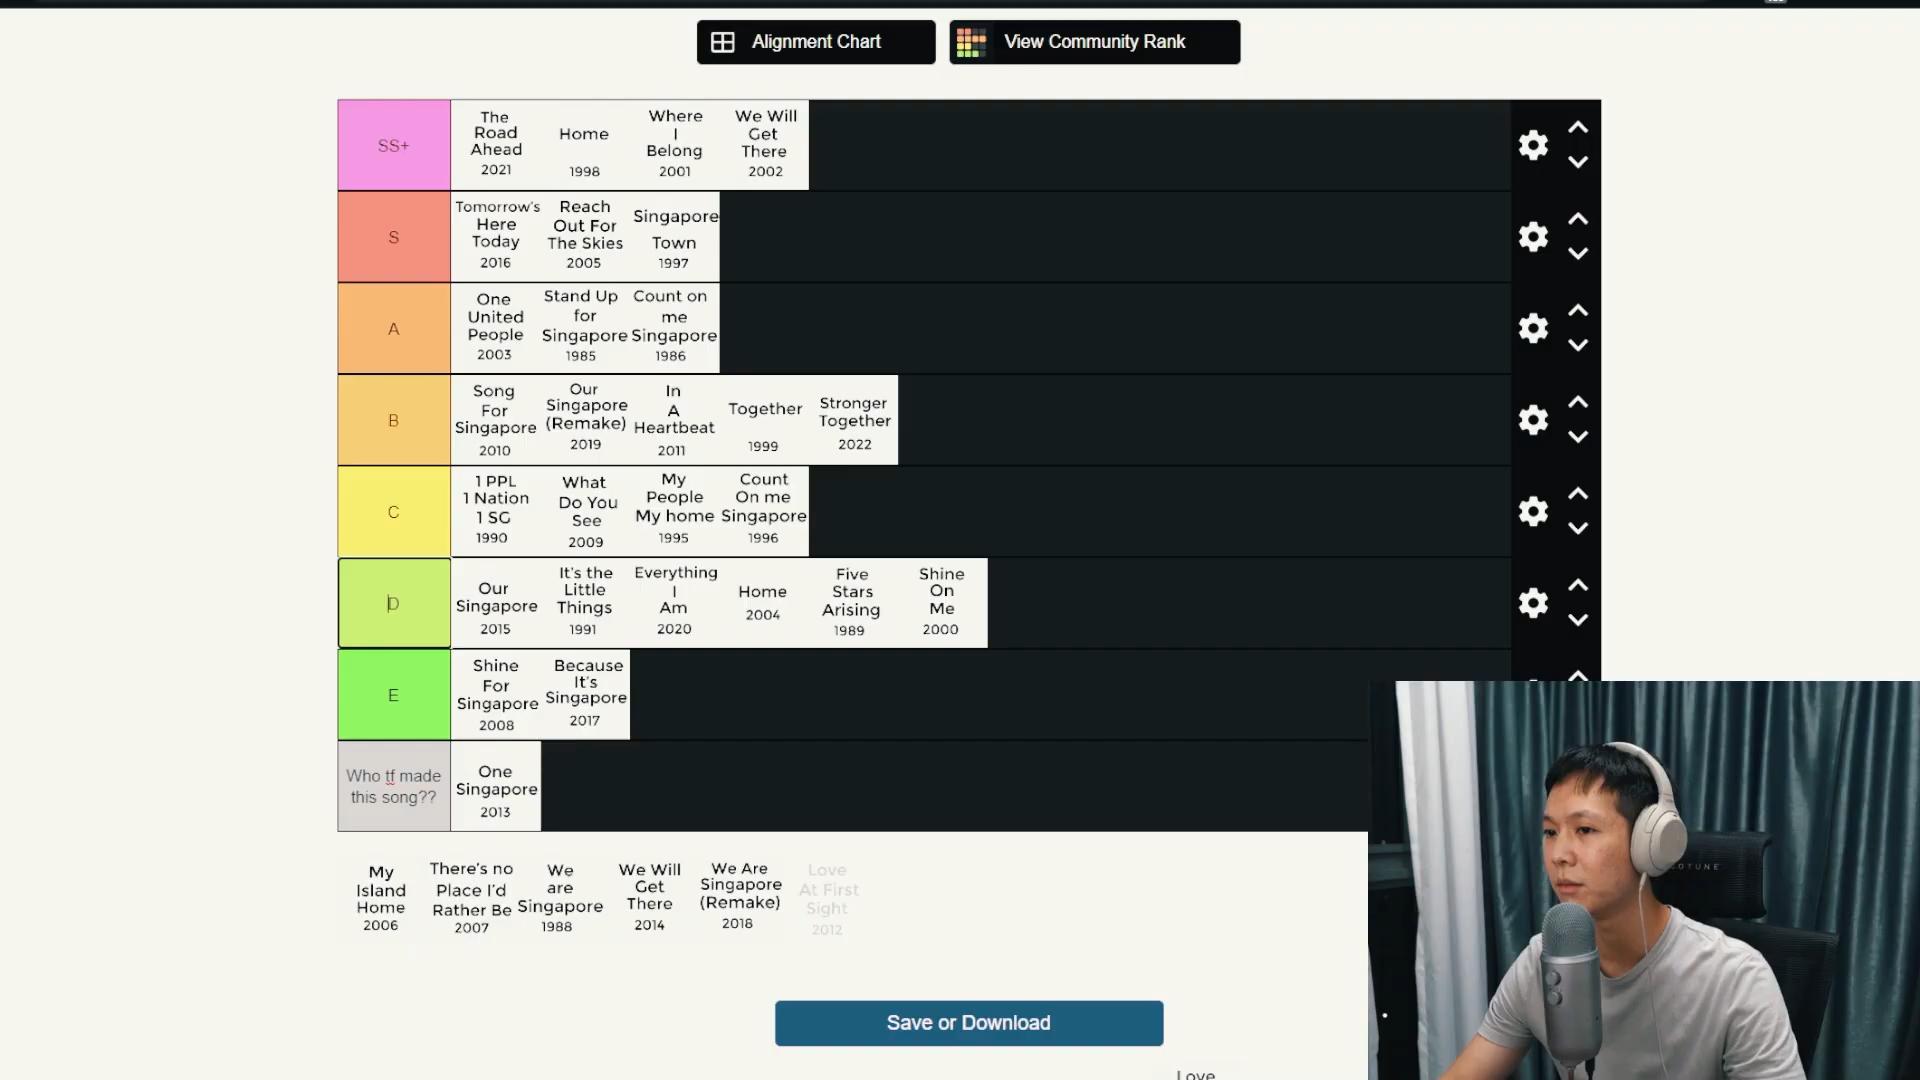 Alignment Chart
View Community Rank
SS+
The
Road
Ahead
2021
Home
1998
Where
I
Belong
2001
We Will
Get
There
2002
S
Tomorrow's
Here
Today
2016
Reach
Out For
The Skies
2005
Singapore
Town
1997
A
One
United
People
2003
Stand Up
for
Singapore
1985
Count on
me
Singapore
1986
B
Song
For
Singapore
2010
Our
Singapore
(Remake)
2019
In
A
Heartbeat
2011
Together
1999
Stronger
Together
2022
C
1 PPL
1 Nation
1 SG
1990
What
Do You
See
2009
My
People
My home
1995
Count
On me
Singapore
1996
D
Our
Singapore
2015
It's the
Little
Things
1991
Everything
I
Am
2020
Home
2004
Five
Stars
Arising
1989
Shine
On
Me
2000
E
Shine
For
Singapore
2008
Because
It's
Singapore
2017
Who tf made
this song??
One
Singapore
2013
My
Island
Home
2006
There's no
Place I'd
Rather Be
2007
We
are
Singapore
1988
We Will
Get
There
2014
We Are
Singapore
(Remake)
2018
Love
At First
Sight
2012
Save or Download
Love